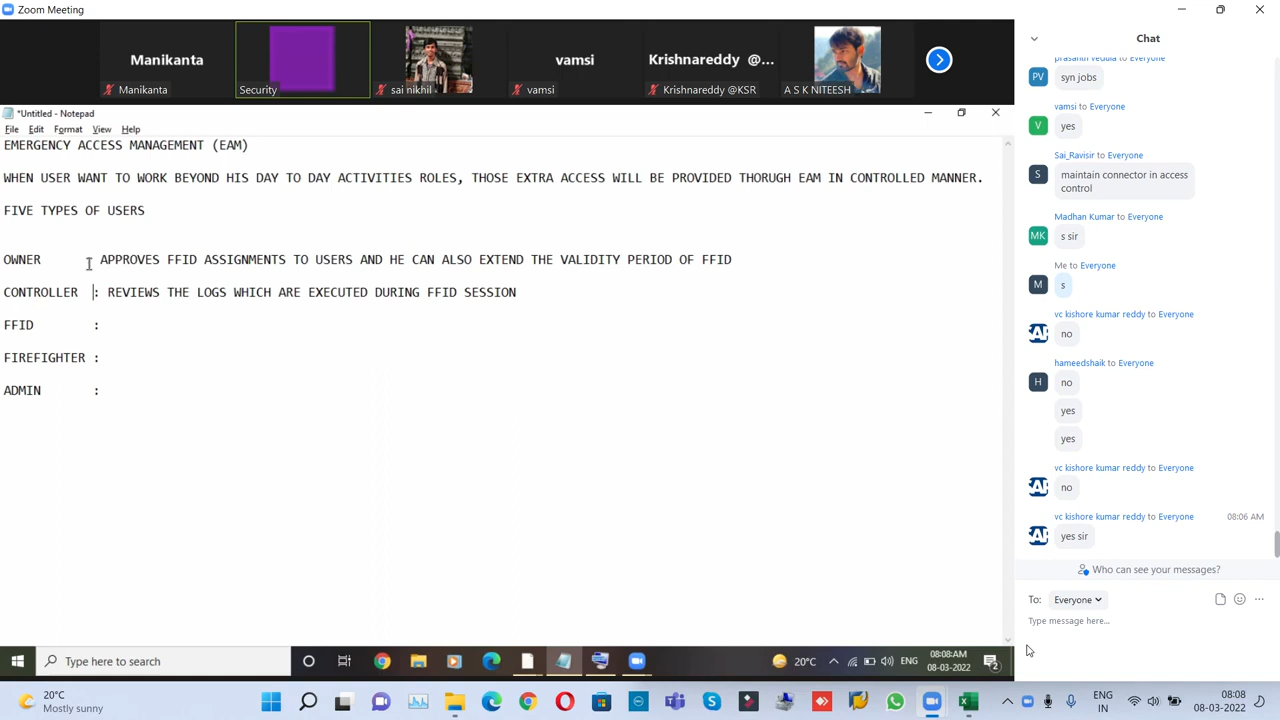 Zoom Meeting
Manikanta
Manikanta
Security
sai nikhil
vamsi
vamsi
Krishnareddy @...
Krishnareddy @KSR
A S K NITEESH
*Untitled - Notepad
File Edit Format View Help
EMERGENCY ACCESS MANAGEMENT (EAM)
WHEN USER WANT TO WORK BEYOND HIS DAY TO DAY ACTIVITIES ROLES, THOSE EXTRA ACCESS WILL BE PROVIDED THORUGH EAM IN CONTROLLED MANNER.
FIVE TYPES OF USERS
OWNER APPROVES FFID ASSIGNMENTS TO USERS AND HE CAN ALSO EXTEND THE VALIDITY PERIOD OF FFID
CONTROLLER : REVIEWS THE LOGS WHICH ARE EXECUTED DURING FFID SESSION
FFID :
FIREFIGHTER :
ADMIN :
Type here to search
20°C
ENG
08:08:AM
08-03-2022
2
Chat
prasanth vedula to Everyone
PV
syn jobs
vamsi to Everyone
V
yes
Sai_Ravisir to Everyone
S
maintain connector in access
control
Madhan Kumar to Everyone
MK
s sir
Me to Everyone
M
s
vc kishore kumar reddy to Everyone
no
hameedshaik to Everyone
H
no
yes
yes
vc kishore kumar reddy to Everyone
no
vc kishore kumar reddy to Everyone 08:06 AM
yes sir
Who can see your messages?
To: Everyone
Type message here...
20°C
Mostly sunny
ENG
IN
08:08
08-03-2022